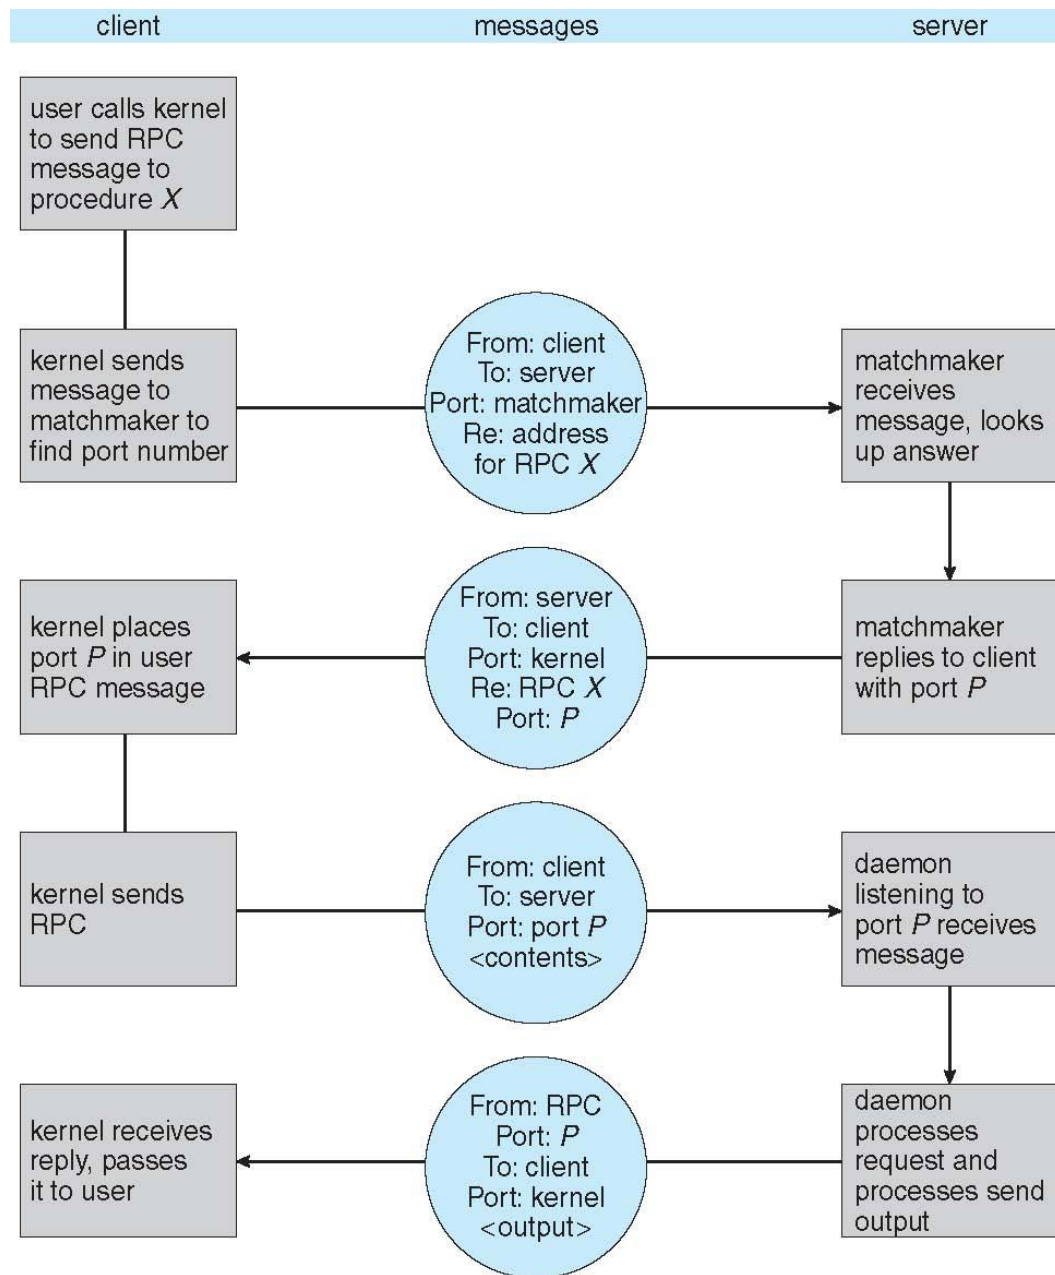 client messages server
user calls kernel
to send RPC
message to
procedure X
kernel sends
message to
matchmaker to
find port number
From: client
To: server
Port: matchmaker
Re: address
for RPC X
matchmaker
receives
message, looks
up answer
kernel places
port P in user
RPC message
From: server
To: client
Port: kernel
Re: RPC X
Port: P
matchmaker
replies to client
with port P
kernel sends
RPC
From: client
To: server
Port: port P
<contents>
daemon
listening to
port P receives
message
kernel receives
reply, passes
it to user
From: RPC
Port: P
To: client
Port: kernel
<output>
daemon
processes
request and
processes send
output